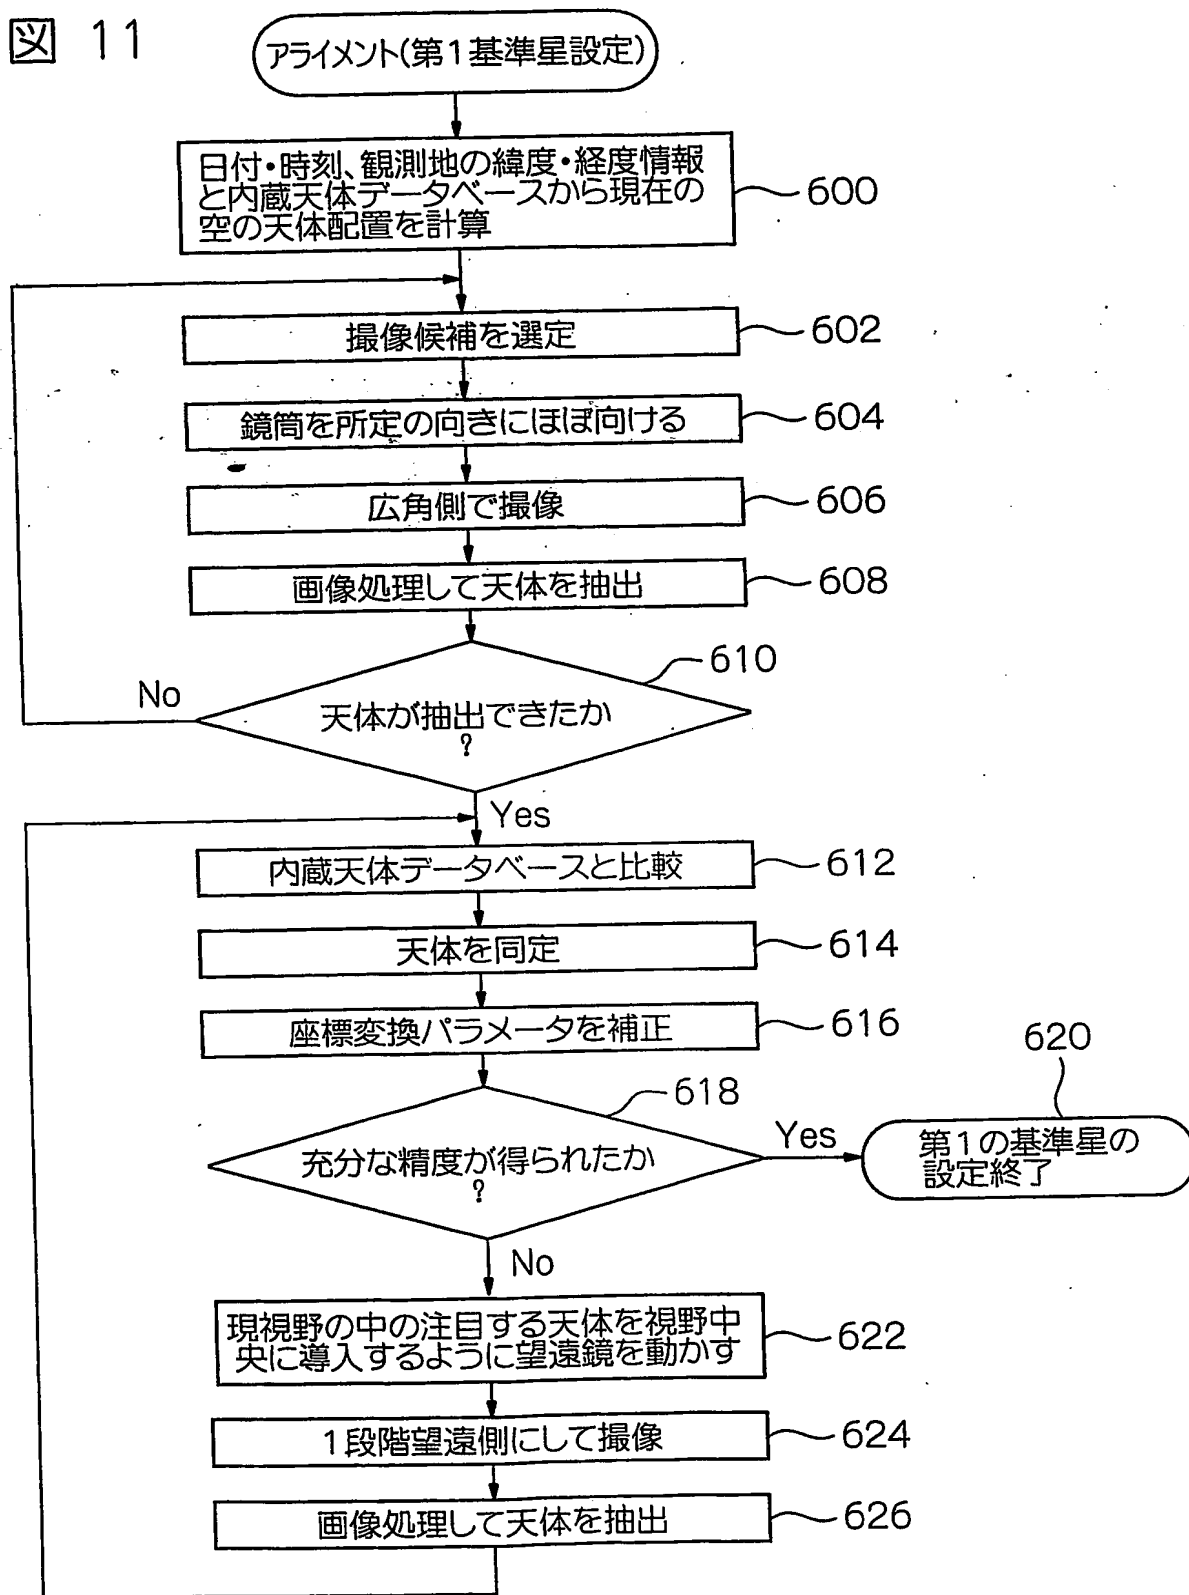 図 11
アライメント(第1基準星設定)
日付・時刻、観測地の緯度・経度情報
と内蔵天体データベースから現在の
空の天体配置を計算
600
撮像候補を選定
602
鏡筒を所定の向きにほぼ向ける
604
広角側で撮像
606
画像処理して天体を抽出
608
610
No
天体が抽出できたか
?
Yes
内蔵天体データベースと比較
612
天体を同定
614
座標変換パラメータを補正
616
620
618
Yes
充分な精度が得られたか
?
第1の基準星の
設定終了
No
現視野の中の注目する天体を視野中
央に導入するように望遠鏡を動かす
622
1段階望遠側にして撮像
624
画像処理して天体を抽出
626